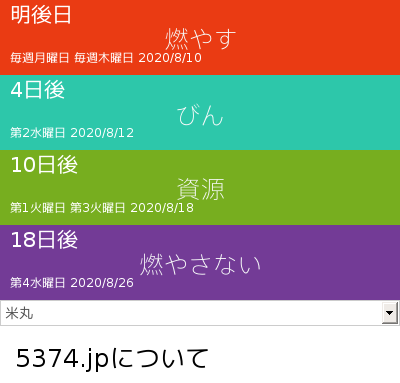 明後日
燃やす
毎週月曜日 毎週木曜日 2020/8/10
4日後
びん
第2水曜日 2020/8/12
10日後
資源
第1火曜日 第3火曜日 2020/8/18
18日後
燃やさない
第4水曜日 2020/8/26
米丸
5374.jpについて